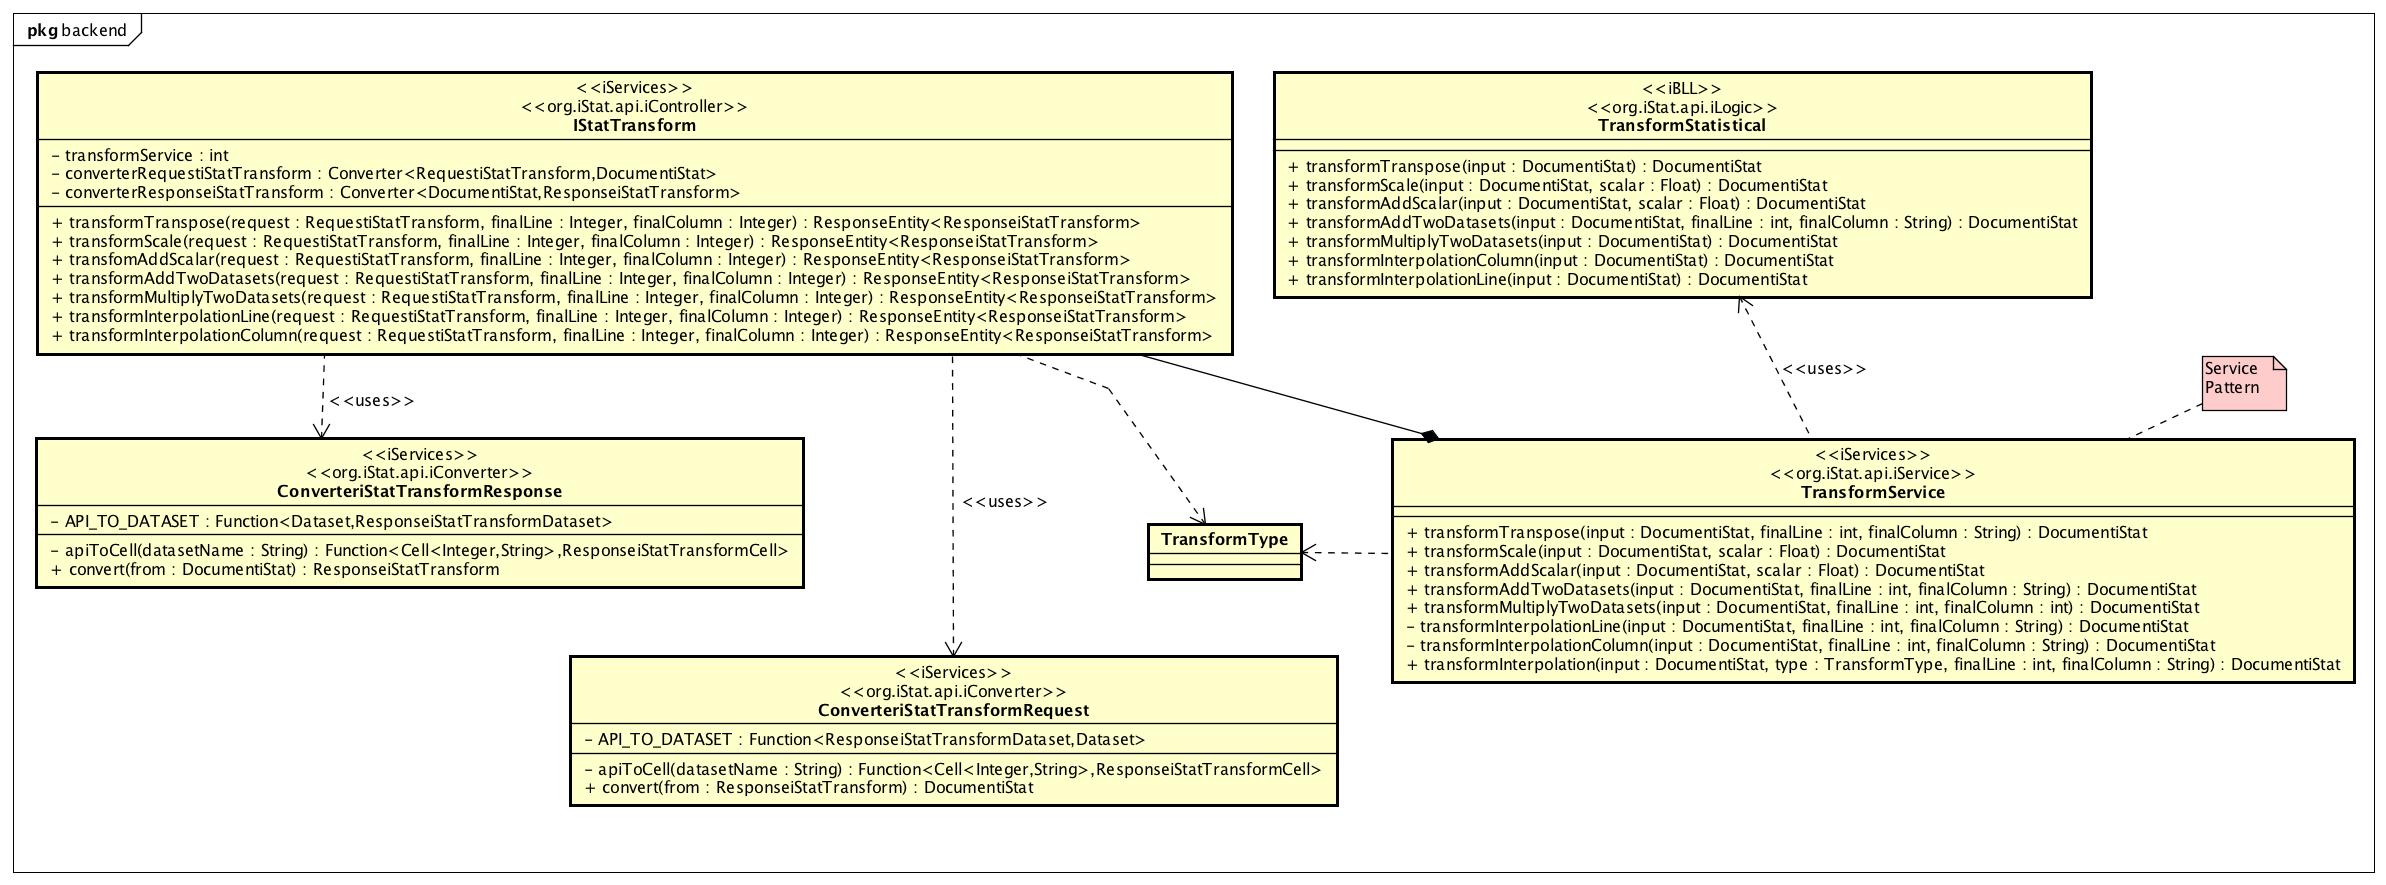 pkg backend
<<iServices>>
<<org.iStat.api.iController>>
IStatTransform
- transformService : int
- converterRequestiStatTransform : Converter<RequestiStatTransform,DocumentiStat>
- converterResponseiStatTransform : Converter<DocumentiStat,ResponseiStatTransform>
+ transformTranspose(request : RequestiStatTransform, finalLine : Integer, finalColumn : Integer) : ResponseEntity<ResponseiStatTransform>
+ transformScale(request : RequestiStatTransform, finalLine : Integer, finalColumn : Integer) : ResponseEntity<ResponseiStatTransform>
+ transfomAddScalar(request : RequestiStatTransform, finalLine : Integer, finalColumn : Integer) : ResponseEntity<ResponseiStatTransform>
+ transformAddTwoDatasets(request : RequestiStatTransform, finalLine : Integer, finalColumn : Integer) : ResponseEntity<ResponseiStatTransform>
+ transformMultiplyTwoDatasets(request : RequestiStatTransform, finalLine : Integer, finalColumn : Integer) : ResponseEntity<ResponseiStatTransform>
+ transformInterpolationLine(request : RequestiStatTransform, finalLine : Integer, finalColumn : Integer) : ResponseEntity<ResponseiStatTransform>
+ transformInterpolationColumn(request : RequestiStatTransform, finalLine : Integer, finalColumn : Integer) : ResponseEntity<ResponseiStatTransform>
<<iBLL>>
<<org.iStat.api.iLogic>>
TransformStatistical
+ transformTranspose(input : DocumentiStat) : DocumentiStat
+ transformScale(input : DocumentiStat, scalar : Float) : DocumentiStat
+ transformAddScalar(input : DocumentiStat, scalar : Float) : DocumentiStat
+ transformAddTwoDatasets(input : DocumentiStat, finalLine : int, finalColumn : String) : DocumentiStat
+ transformMultiplyTwoDatasets(input : DocumentiStat) : DocumentiStat
+ transformInterpolationColumn(input : DocumentiStat) : DocumentiStat
+ transformInterpolationLine(input : DocumentiStat) : DocumentiStat
<<uses>>
Service
Pattern
<<uses>>
<<iServices>>
<<org.iStat.api.iConverter>>
ConverteriStatTransformResponse
- API_TO_DATASET : Function<Dataset,ResponseiStatTransformDataset>
- apiToCell(datasetName : String) : Function<Cell<Integer,String>,ResponseiStatTransformCell>
+ convert(from : DocumentiStat) : ResponseiStatTransform
<<uses>>
TransformType
<<iServices>>
<<org.iStat.api.iService>>
TransformService
+ transformTranspose(input : DocumentiStat, finalLine : int, finalColumn : String) : DocumentiStat
+ transformScale(input : DocumentiStat, scalar : Float) : DocumentiStat
+ transformAddScalar(input : DocumentiStat, scalar : Float) : DocumentiStat
+ transformAddTwoDatasets(input : DocumentiStat, finalLine : int, finalColumn : String) : DocumentiStat
+ transformMultiplyTwoDatasets(input : DocumentiStat, finalLine : int, finalColumn : int) : DocumentiStat
- transformInterpolationLine(input : DocumentiStat, finalLine : int, finalColumn : String) : DocumentiStat
- transformInterpolationColumn(input : DocumentiStat, finalLine : int, finalColumn : String) : DocumentiStat
+ transformInterpolation(input : DocumentiStat, type : TransformType, finalLine : int, finalColumn : String) : DocumentiStat
<<iServices>>
<<org.iStat.api.iConverter>>
ConverteriStatTransformRequest
- API_TO_DATASET : Function<ResponseiStatTransformDataset,Dataset>
- apiToCell(datasetName : String) : Function<Cell<Integer,String>,ResponseiStatTransformCell>
+ convert(from : ResponseiStatTransform) : DocumentiStat